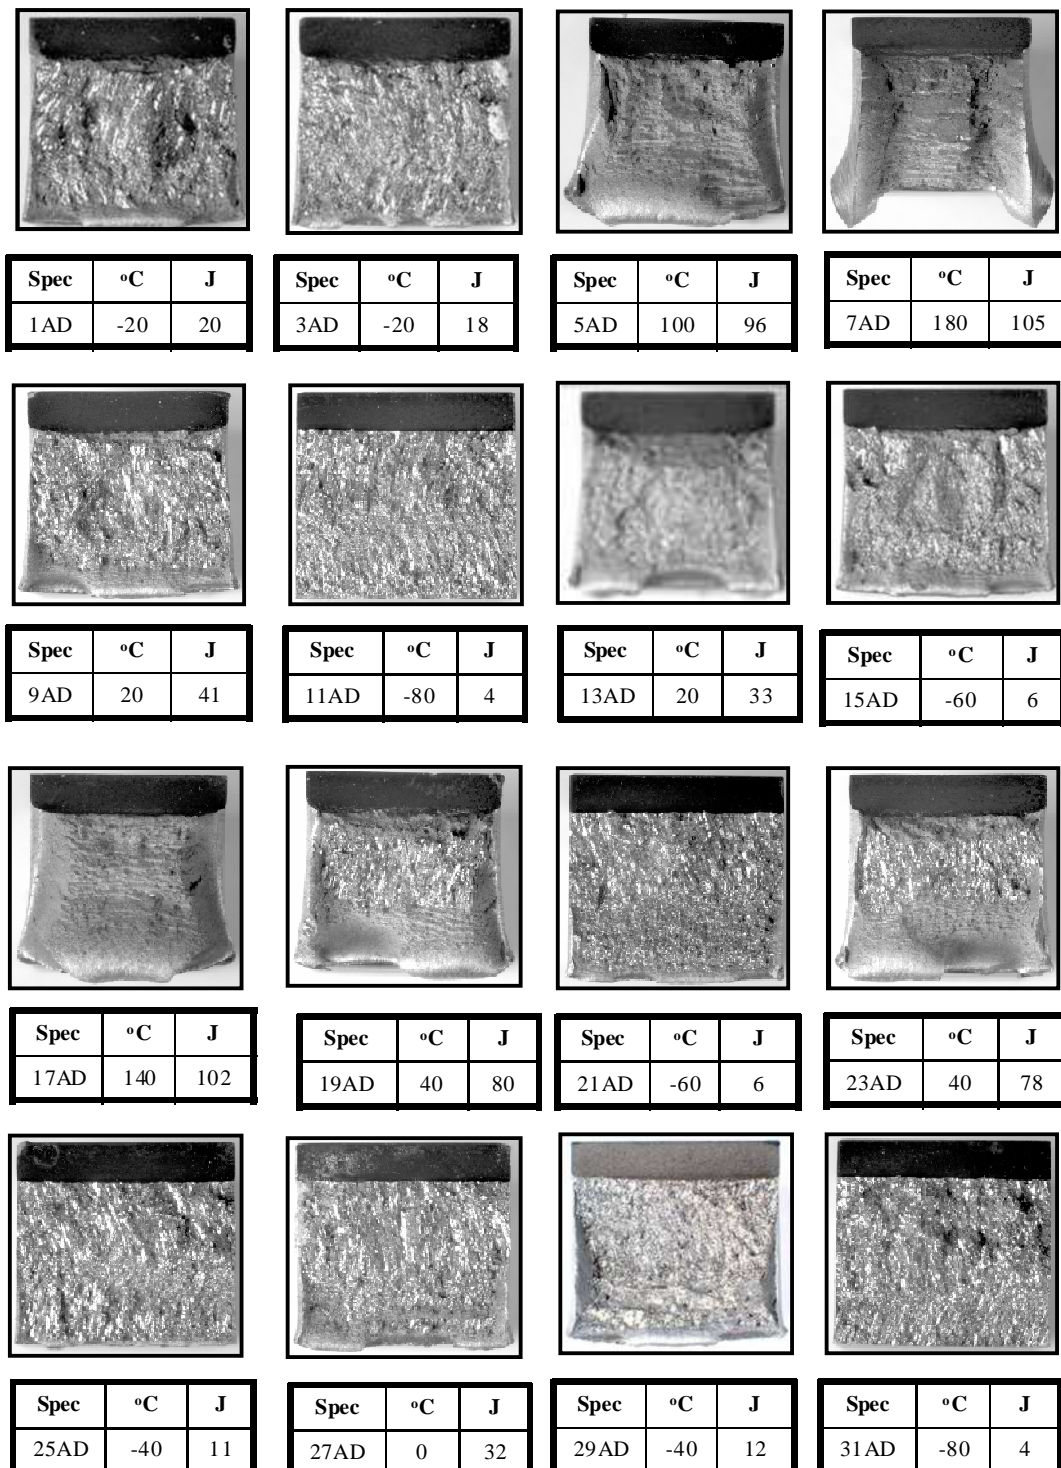 Spec °C J Spec °C J Spec °C J Spec °C J
1AD -20 20 3AD -20 18 5AD 100 96 7AD 180 105
Spec °C J Spec °C J Spec °C J Spec °C J
9AD 20 41 11AD -80 4 13AD 20 33 15AD -60 6
Spec °C J Spec °C J Spec °C J Spec °C J
17AD 140 102 19AD 40 80 21AD -60 6 23AD 40 78
Spec °C J Spec °C J Spec °C J Spec °C J
25AD -40 11 27AD 0 32 29AD -40 12 31AD -80 4